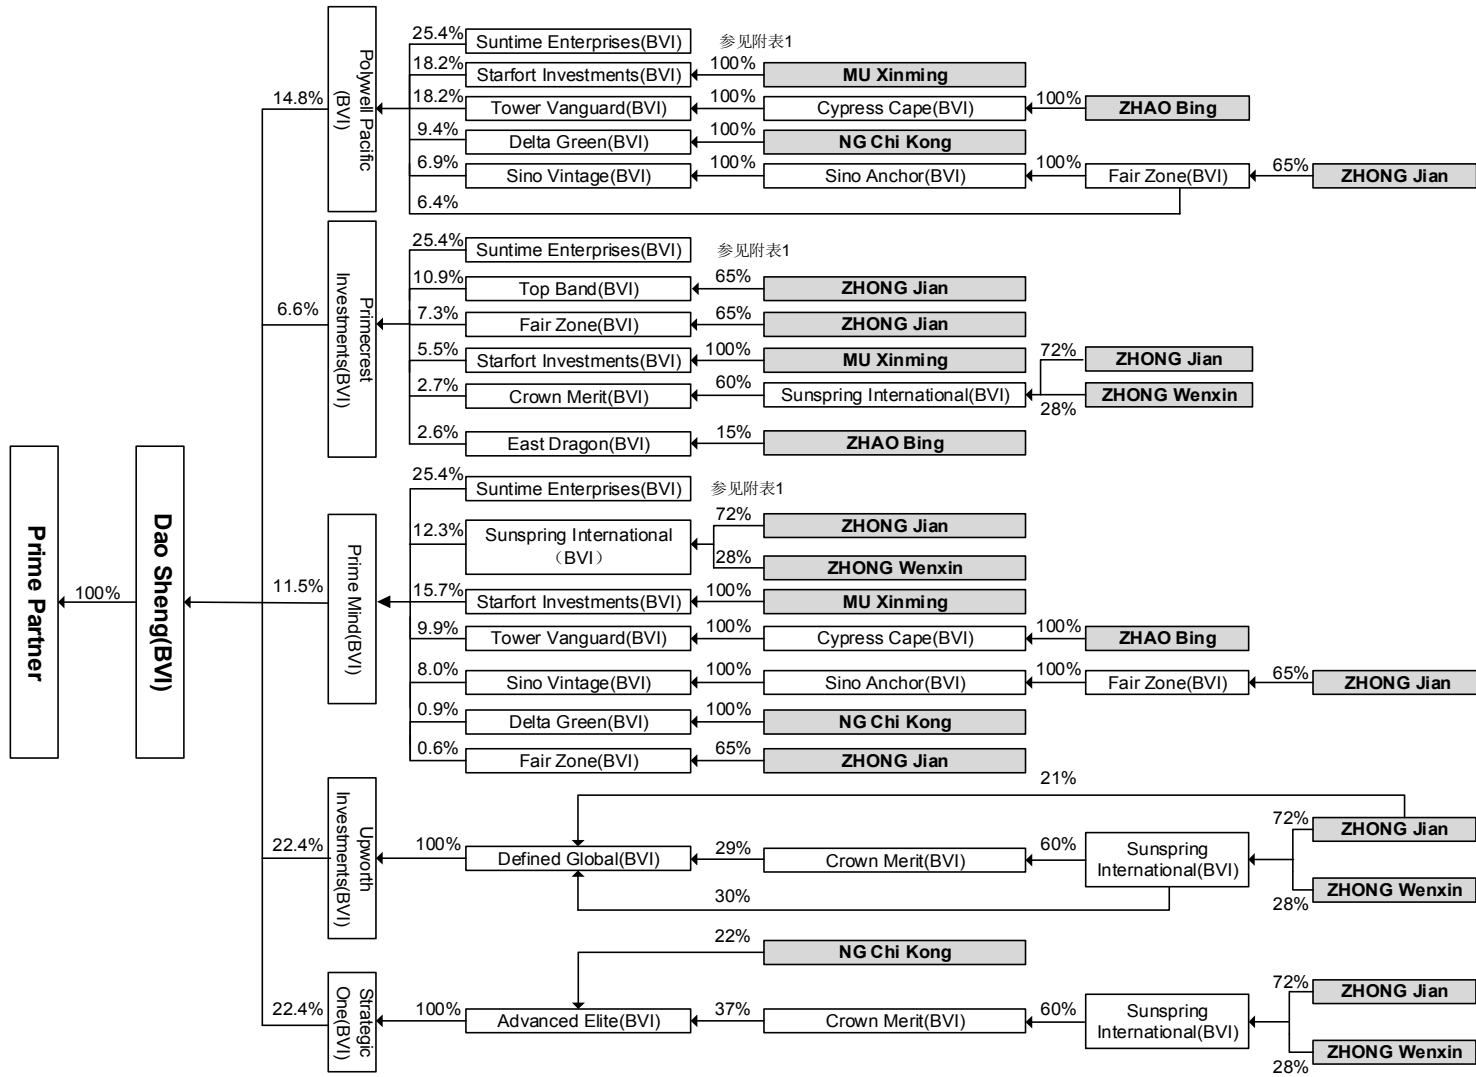 Prime Partner
100%
Dao Sheng(BVI)
14.8%
Polywell Pacific
(BVI)
25.4%
Suntime Enterprises(BVI)
参见附表1
18.2%
Starfort Investments(BVI)
100%
MU Xinming
18.2%
Tower Vanguard(BVI)
100%
Cypress Cape(BVI)
100%
ZHAO Bing
9.4%
Delta Green(BVI)
100%
NG Chi Kong
6.9%
Sino Vintage(BVI)
100%
Sino Anchor(BVI)
100%
Fair Zone(BVI)
65%
ZHONG Jian
6.4%
6.6%
Primecrest
Investments(BVI)
25.4%
Suntime Enterprises(BVI)
参见附表1
10.9%
Top Band(BVI)
65%
ZHONG Jian
7.3%
Fair Zone(BVI)
65%
ZHONG Jian
5.5%
Starfort Investments(BVI)
100%
MU Xinming
2.7%
Crown Merit(BVI)
60%
Sunspring International(BVI)
72%
ZHONG Jian
28%
ZHONG Wenxin
2.6%
East Dragon(BVI)
15%
ZHAO Bing
11.5%
Prime Mind(BVI)
25.4%
Suntime Enterprises(BVI)
参见附表1
12.3%
Sunspring International
（BVI）
72%
ZHONG Jian
28%
ZHONG Wenxin
15.7%
Starfort Investments(BVI)
100%
MU Xinming
9.9%
Tower Vanguard(BVI)
100%
Cypress Cape(BVI)
100%
ZHAO Bing
8.0%
Sino Vintage(BVI)
100%
Sino Anchor(BVI)
100%
Fair Zone(BVI)
65%
ZHONG Jian
0.9%
Delta Green(BVI)
100%
NG Chi Kong
0.6%
Fair Zone(BVI)
65%
ZHONG Jian
22.4%
Upworth
Investments(BVI)
100%
Defined Global(BVI)
21%
29%
Crown Merit(BVI)
60%
Sunspring
International(BVI)
72%
ZHONG Jian
28%
ZHONG Wenxin
30%
22.4%
Strategic
One(BVI)
100%
Advanced Elite(BVI)
22%
NG Chi Kong
37%
Crown Merit(BVI)
60%
Sunspring
International(BVI)
72%
ZHONG Jian
28%
ZHONG Wenxin